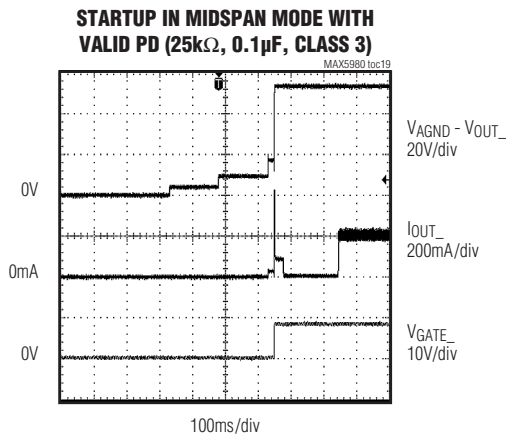 STARTUP IN MIDSPAN MODE WITH
VALID PD (25kΩ, 0.1µF, CLASS 3)
MAX5980 toc19
VAGND - VOUT_
20V/div
0V
IOUT_
200mA/div
0mA
VGATE_
10V/div
0V
100ms/div